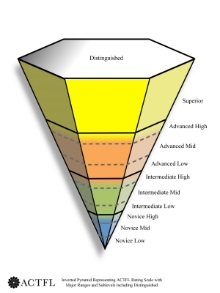 Distinguished
Superior
Advanced High
Advanced Mid
Advanced Low
Intermediate High
Intermediate Mid
Intermediate Low
Novice High
Novice Mid
Novice Low
ACTFL
Inverted Pyramid Representing ACTFL Rating Scale with
Major Ranges and Sublevels including Distinguished